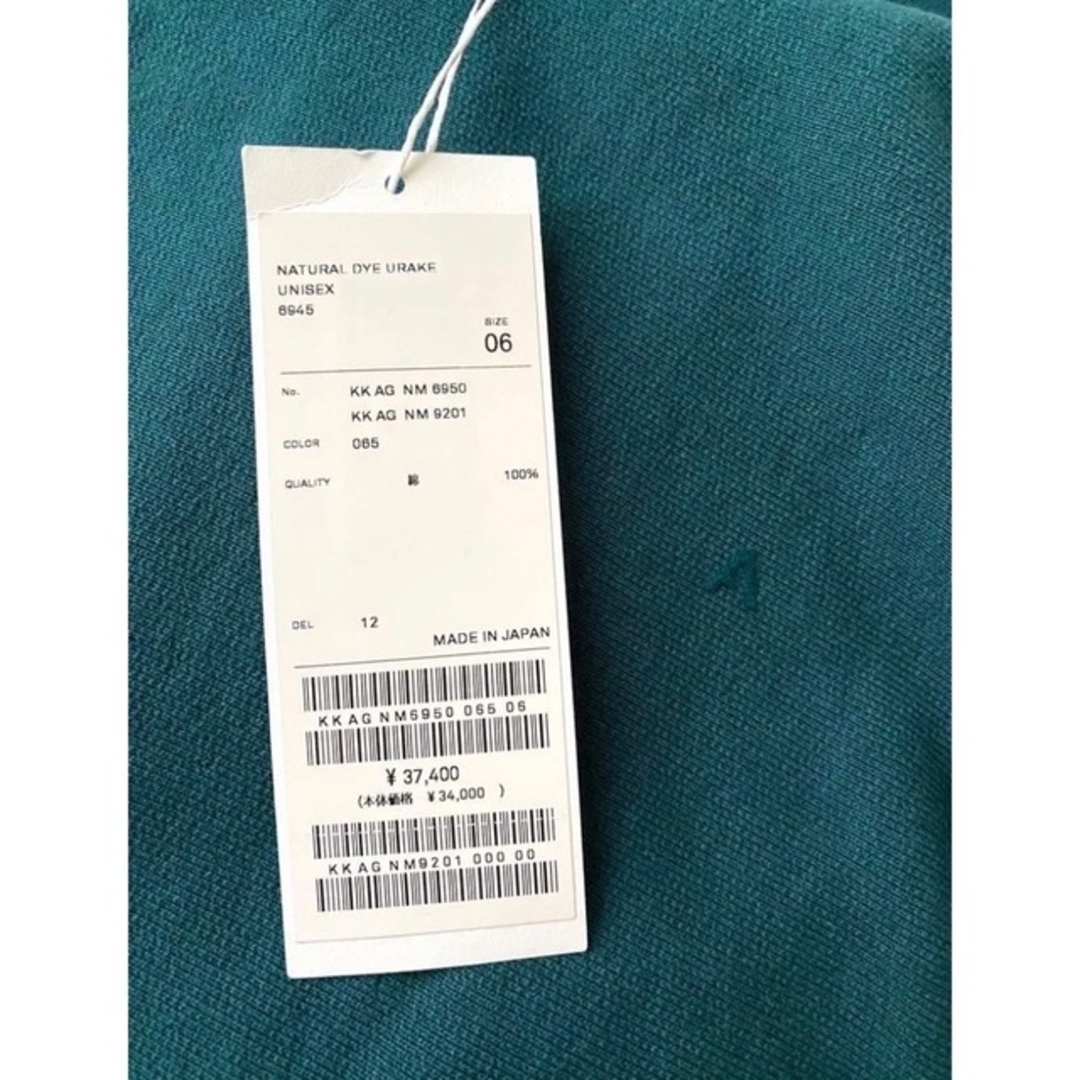 NATURAL DYE URAKE
UNISEX
6945
SIZE
06
No. KK AG NM 6950
KK AG NM 9201
COLOR 065
QUALITY 綿 100%
DEL 12
MADE IN JAPAN
KK AG NM6950 065 06
¥ 37,400
(本体価格 ¥34,000 )
KK AG NM9201 000 00